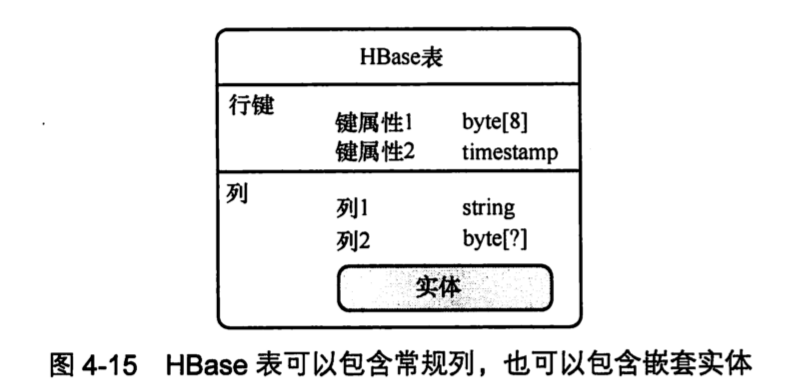 HBase表
行键
键属性1 byte[8]
键属性2 timestamp
列
列1 string
列2 byte[?]
实体
图 4-15 HBase 表可以包含常规列，也可以包含嵌套实体